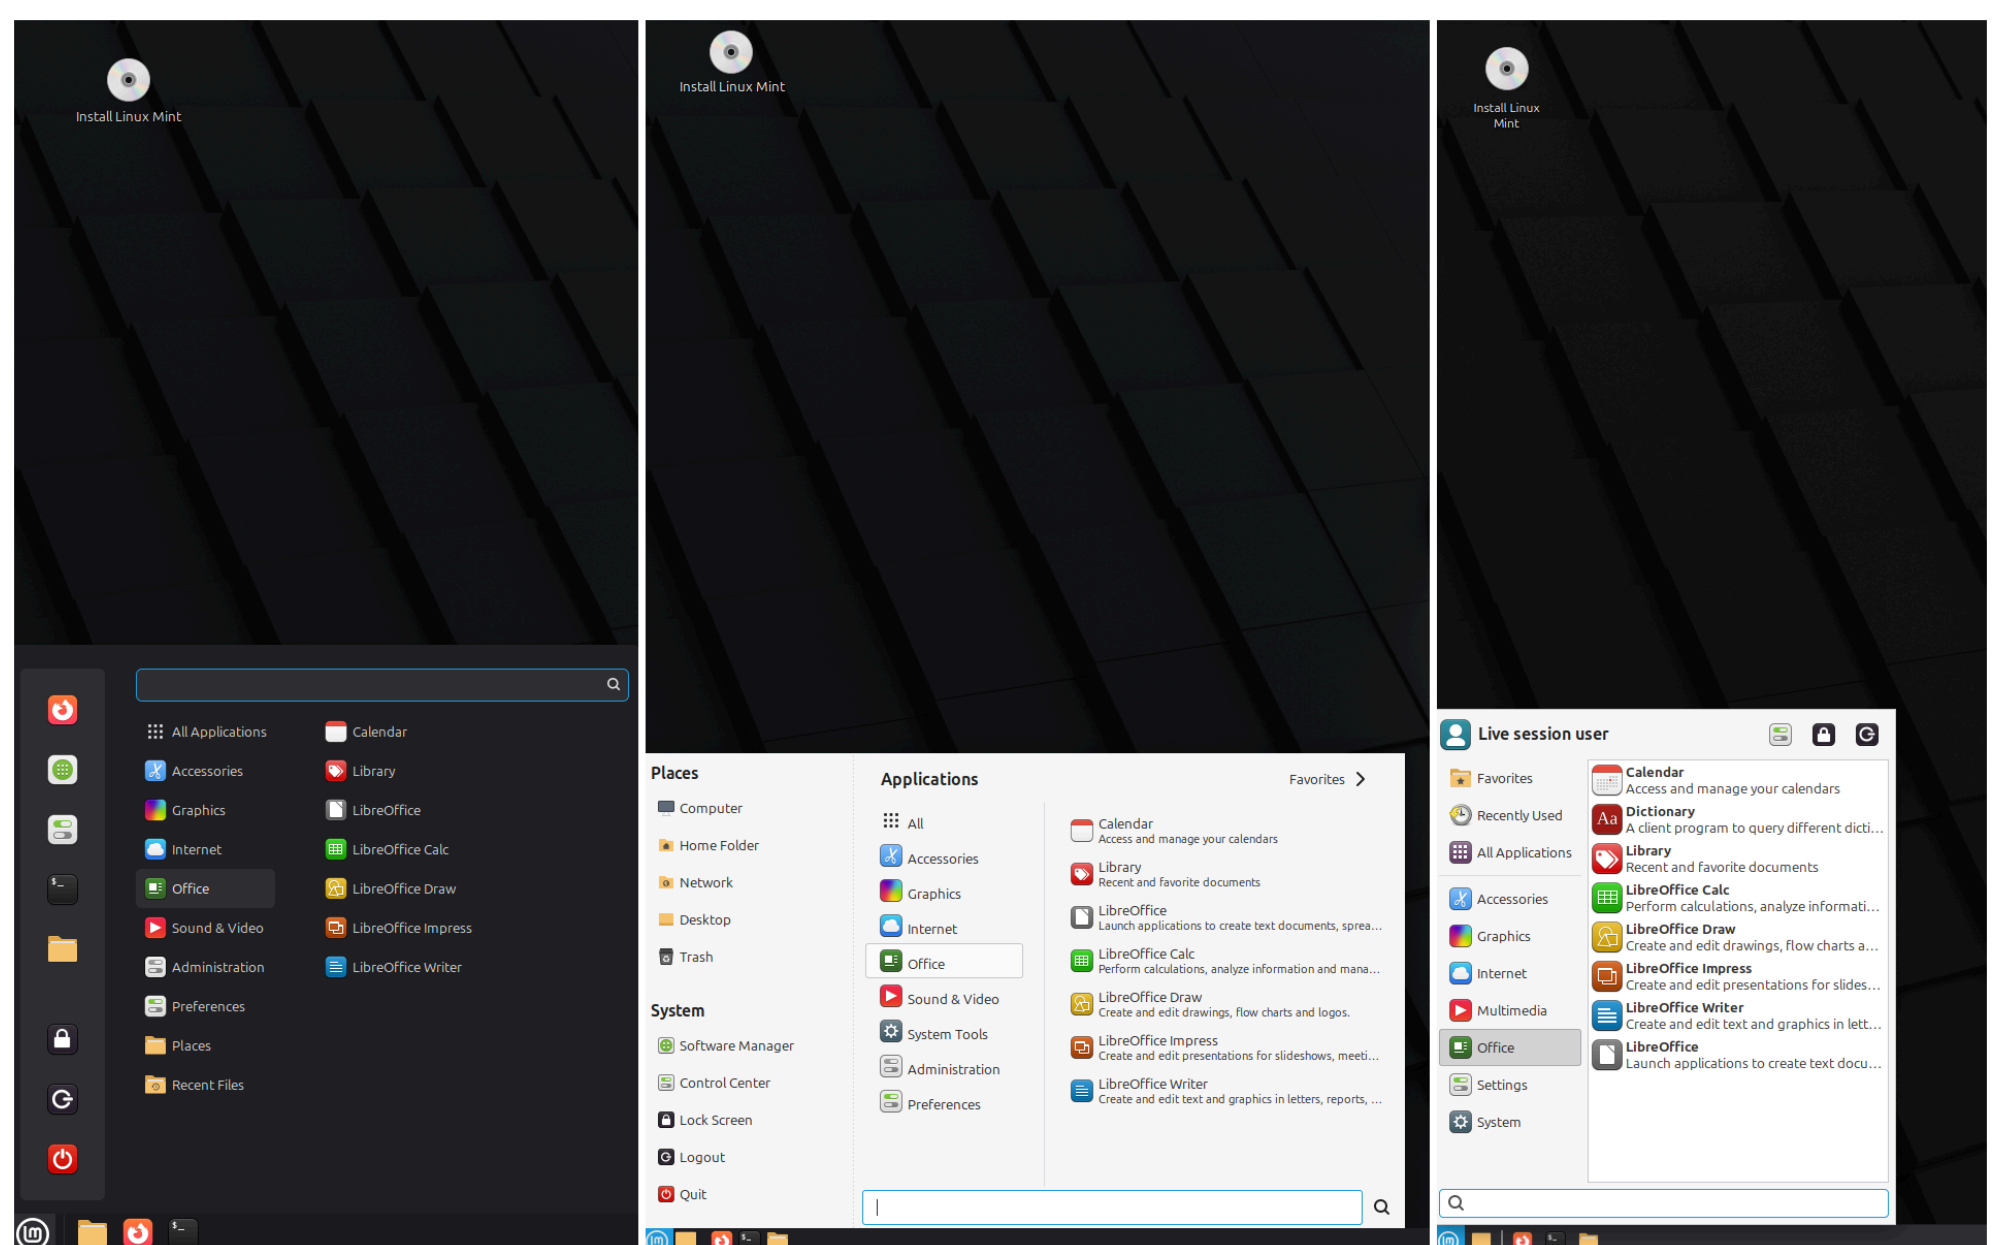 Install Linux Mint
All Applications
Accessories
Graphics
Internet
Office
Sound & Video
Administration
Preferences
Places
Recent Files
Calendar
Library
LibreOffice
LibreOffice Calc
LibreOffice Draw
LibreOffice Impress
LibreOffice Writer
Install Linux Mint
Places
Computer
Home Folder
Network
Desktop
Trash
System
Software Manager
Control Center
Lock Screen
Logout
Quit
Applications
Favorites
All
Accessories
Graphics
Internet
Office
Sound & Video
System Tools
Administration
Preferences
Calendar
Access and manage your calendars
Library
Recent and favorite documents
LibreOffice
Launch applications to create text documents, sprea...
LibreOffice Calc
Perform calculations, analyze information and mana...
LibreOffice Draw
Create and edit drawings, flow charts and logos.
LibreOffice Impress
Create and edit presentations for slideshows, meeti...
LibreOffice Writer
Create and edit text and graphics in letters, reports, ...
Install Linux
Mint
Live session user
Favorites
Recently Used
All Applications
Accessories
Graphics
Internet
Multimedia
Office
Settings
System
Calendar
Access and manage your calendars
Aa
Dictionary
A client program to query different dicti...
Library
Recent and favorite documents
LibreOffice Calc
Perform calculations, analyze informati...
LibreOffice Draw
Create and edit drawings, flow charts a...
LibreOffice Impress
Create and edit presentations for slides...
LibreOffice Writer
Create and edit text and graphics in lett...
LibreOffice
Launch applications to create text docu...